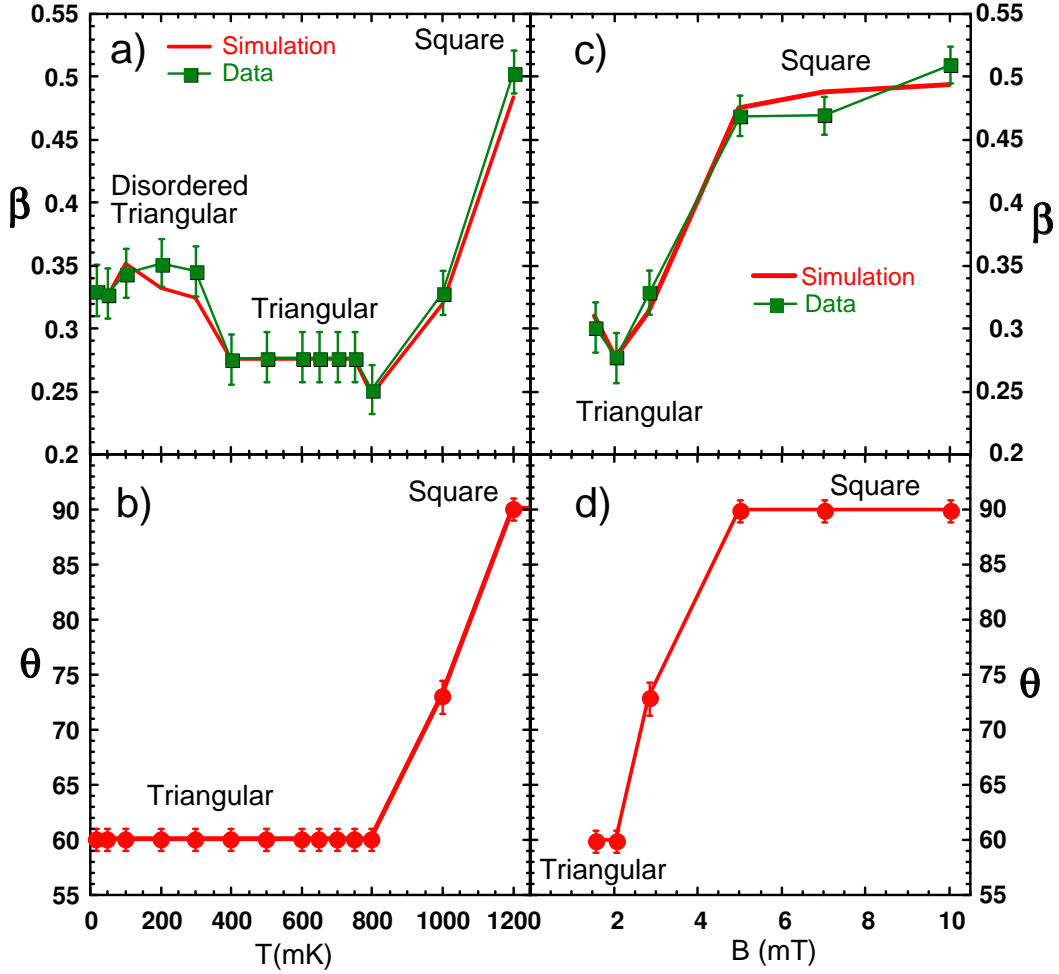 a)
Simulation
Data
Square
Disordered
Triangular
Triangular
β
0.55
0.5
0.45
0.4
0.35
0.3
0.25
0.2
c)
Square
Simulation
Data
Triangular
β
0.55
0.5
0.45
0.4
0.35
0.3
0.25
0.2
b)
Square
Triangular
θ
90
85
80
75
70
65
60
55
0 200 400 600 800 1000 1200
T(mK)
d)
Square
Triangular
θ
90
85
80
75
70
65
60
55
2 4 6 8 10
B (mT)